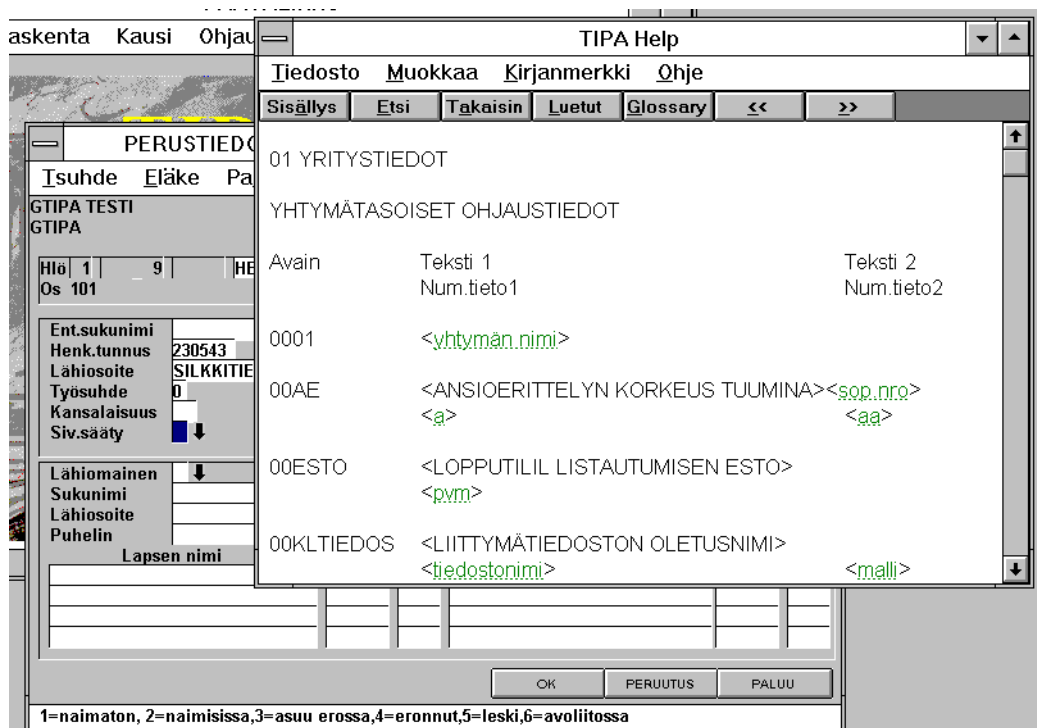 askenta Kausi Ohjau
TIPA Help
Tiedosto Muokkaa Kirjanmerkki Ohje
Sisällys Etsi Takaisin Luetut Glossary << >>
01 YRITYSTIEDOT
YHTYMÄTASOISET OHJAUSTIEDOT
Avain Teksti 1 Teksti 2
Num.tieto1 Num.tieto2
0001 <yhtymän nimi>
00AE <ANSIOERITTELYN KORKEUS TUUMINA><sop.nro>
<a> <aa>
00ESTO <LOPPUTILIL LISTAUTUMISEN ESTO>
<pvm>
00KLTIEDOS <LIITTYMÄTIEDOSTON OLETUSNIMI>
<tiedostonimi> <malli>
PERUSTIEDO
Tsuhde Eläke Pa
GTIPA TESTI
GTIPA
Hlö 1 _ 9 HE
Os 101
Ent.sukunimi
Henk.tunnus 230543
Lähiosoite SILKKITIE
Työsuhde 0
Kansalaisuus
Siv.sääty
Lähiomainen
Sukunimi
Lähiosoite
Puhelin
Lapsen nimi
OK PERUUTUS PALUU
1=naimaton, 2=naimisissa,3=asuu erossa,4=eronnut,5=leski,6=avoliitossa